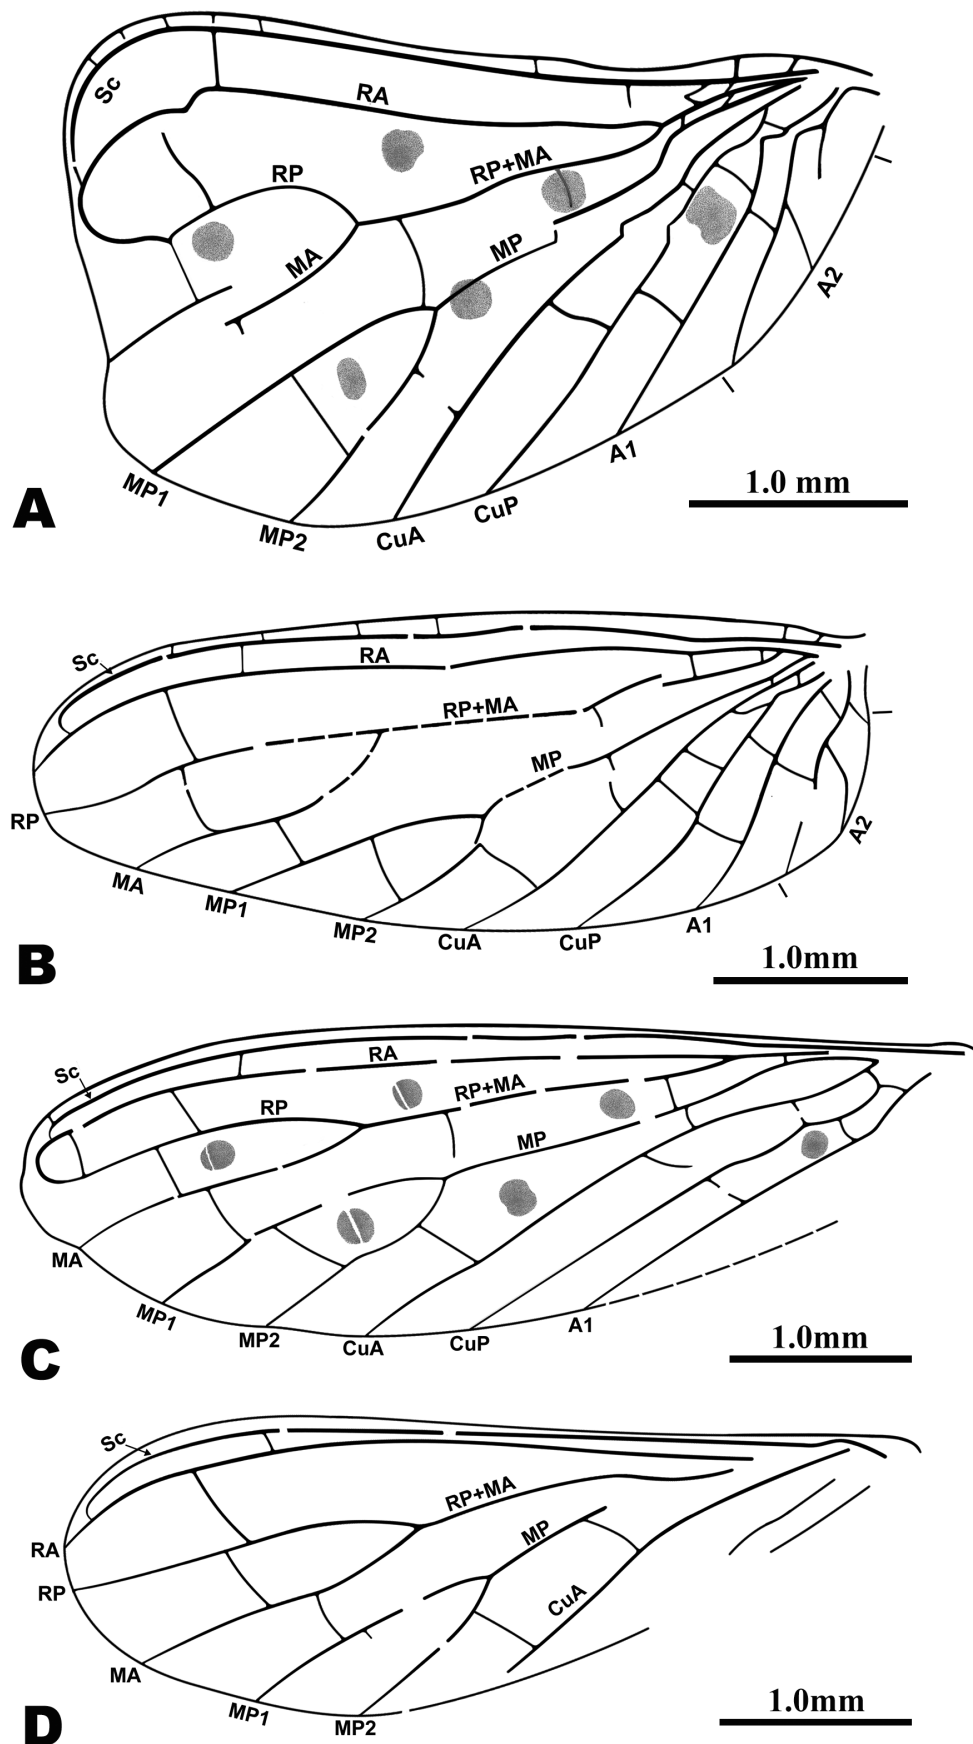 Sc
RA
RP
RP+MA
MA
MP
A2
A1
MP1
MP2
CuA
CuP
1.0 mm
A
Sc
RA
RP+MA
MP
RP
MA
MP1
MP2
CuA
CuP
A1
A2
1.0mm
B
Sc
RA
RP
RP+MA
MP
MA
MP1
MP2
CuA
CuP
A1
1.0mm
C
Sc
RP+MA
MP
CuA
RA
RP
MA
MP1
MP2
1.0mm
D